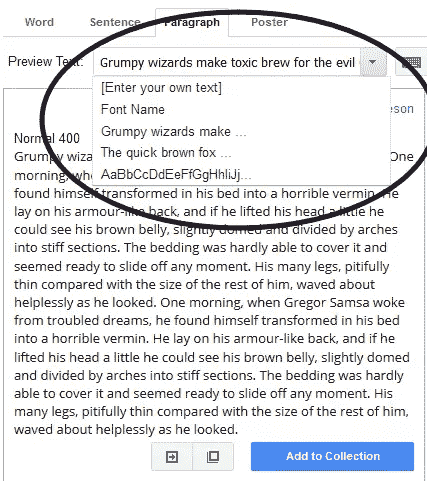 Word Sentence Paragraph Poster
Preview Text: Grumpy wizards make toxic brew for the evil
[Enter your own text]
Font Name
Grumpy wizards make ...
The quick brown fox ...
AaBbCcDdEeFfGgHhIiJj...
Normal 400
Grumpy wiza One
morning, whe
found himself transformed in his bed into a horrible vermin. He
lay on his armour-like back, and if he lifted his head a little he
could see his brown belly, slightly domed and divided by arches
into stiff sections. The bedding was hardly able to cover it and
seemed ready to slide off any moment. His many legs, pitifully
thin compared with the size of the rest of him, waved about
helplessly as he looked. One morning, when Gregor Samsa woke
from troubled dreams, he found himself transformed in his bed
into a horrible vermin. He lay on his armour-like back, and if he
lifted his head a little he could see his brown belly, slightly domed
and divided by arches into stiff sections. The bedding was hardly
able to cover it and seemed ready to slide off any moment. His
many legs, pitifully thin compared with the size of the rest of him,
waved about helplessly as he looked.
Add to Collection